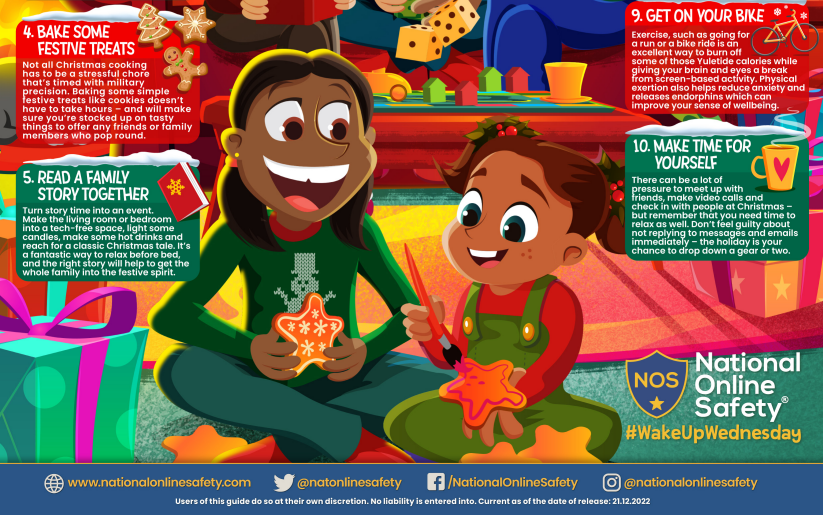 4. BAKE SOME
FESTIVE TREATS
Not all Christmas cooking
has to be a stressful chore
that's timed with military
precision. Baking some simple
festive treats like cookies doesn't
have to take hours – and will make
sure you're stocked up on tasty
things to offer any friends or family
members who pop round.
5. READ A FAMILY
STORY TOGETHER
Turn story time into an event.
Make the living room or bedroom
into a tech-free space, light some
candles, make some hot drinks and
reach for a classic Christmas tale. It's
a fantastic way to relax before bed,
and the right story will help to get the
whole family into the festive spirit.
9. GET ON YOUR BIKE
Exercise, such as going for
a run or a bike ride is an
excellent way to burn off
some of those Yuletide calories while
giving your brain and eyes a break
from screen-based activity. Physical
exertion also helps reduce anxiety and
releases endorphins which can
improve your sense of wellbeing.
10. MAKE TIME FOR
YOURSELF
There can be a lot of
pressure to meet up with
friends, make video calls and
check in with people at Christmas –
but remember that you need time to
relax as well. Don't feel guilty about
not replying to messages and emails
immediately – the holiday is your
chance to drop down a gear or two.
NOS
National
Online
Safety®
#WakeUpWednesday
www.nationalonlinesafety.com
@natonlinesafety
/NationalOnlineSafety
@nationalonlinesafety
Users of this guide do so at their own discretion. No liability is entered into. Current as of the date of release: 21.12.2022